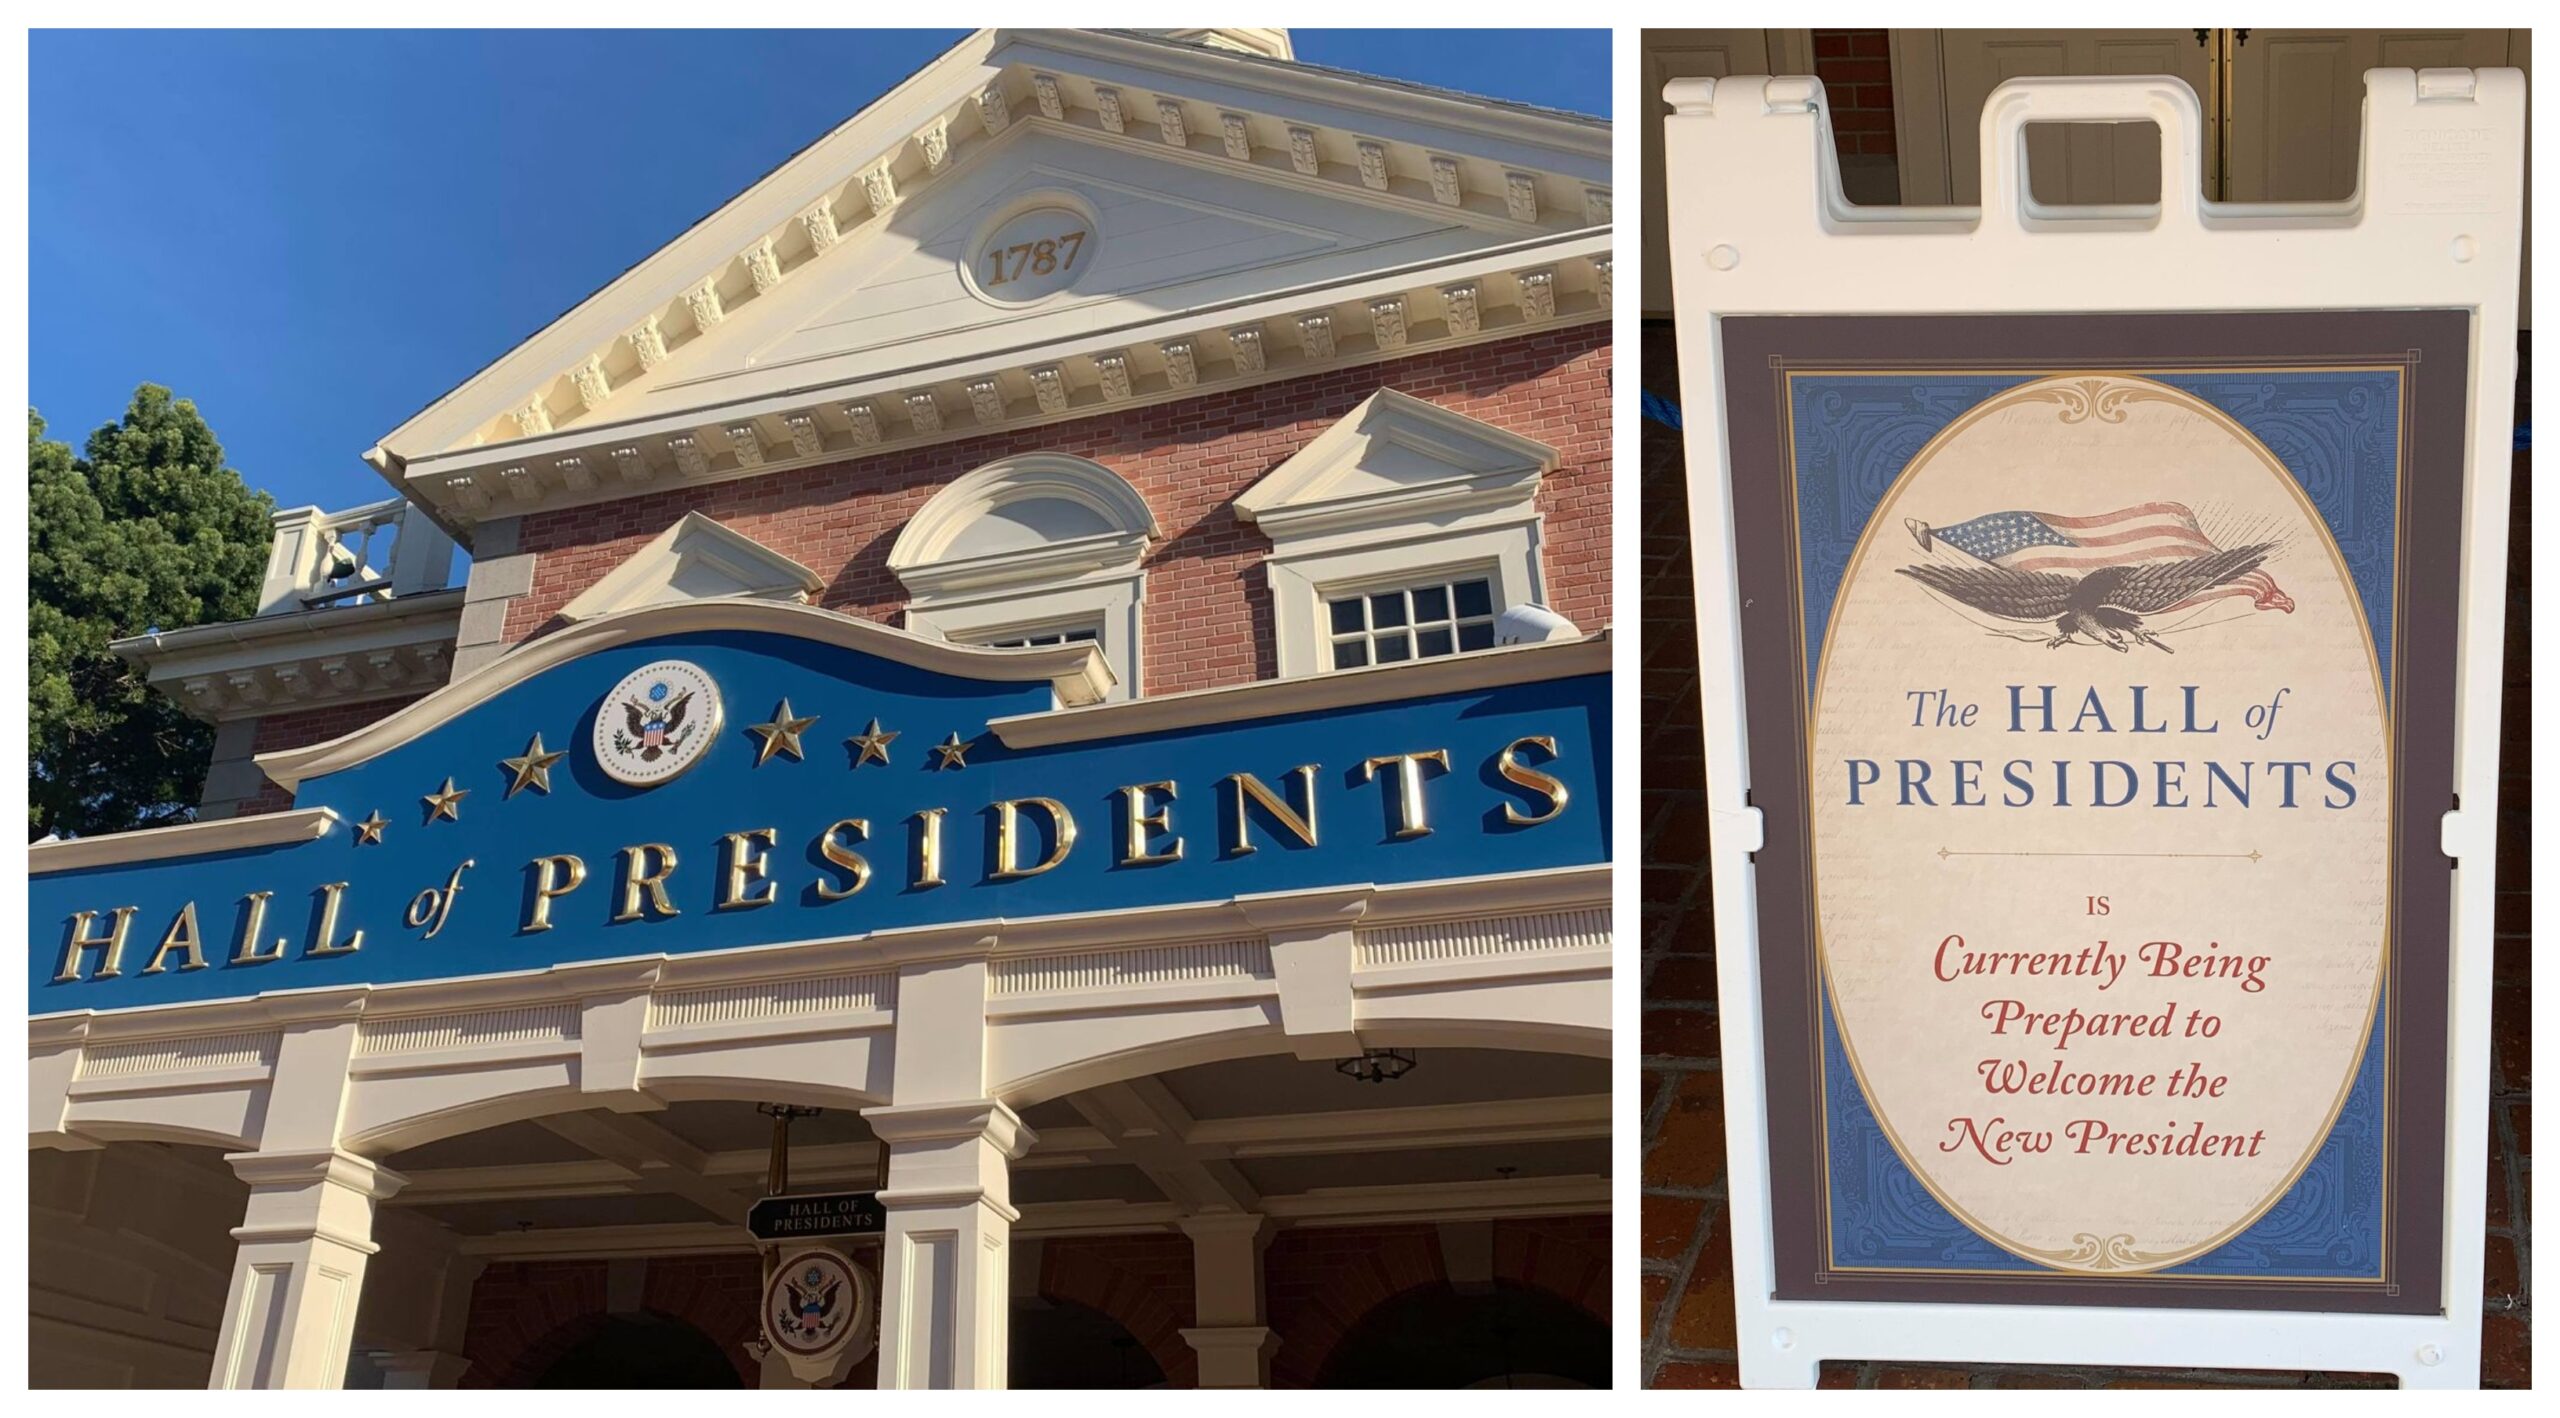 1787
HALL of PRESIDENTS
HALL OF
PRESIDENTS
The HALL of
PRESIDENTS
IS
Currently Being
Prepared to
Welcome the
New President